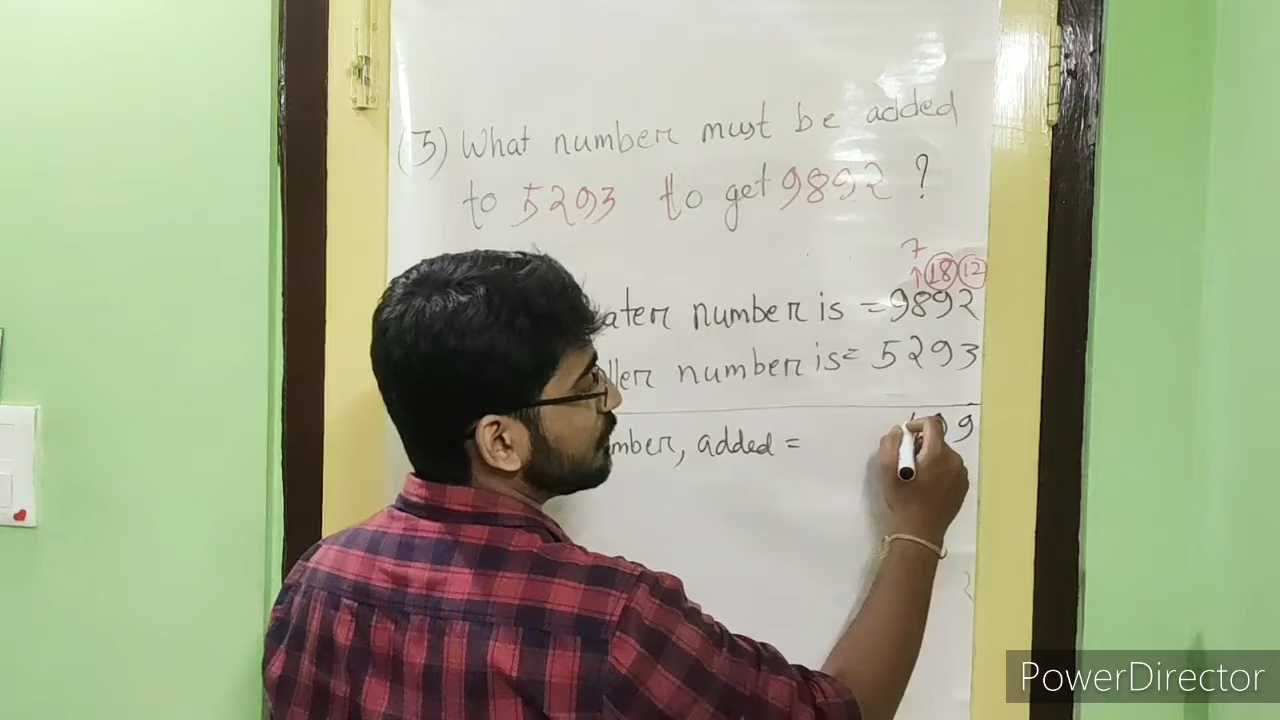 (3) What number must be added
to 5293 to get 9892 ?
7
18 12
ater number is = 9892
ller number is = 5293
mber, added = 9
PowerDirector